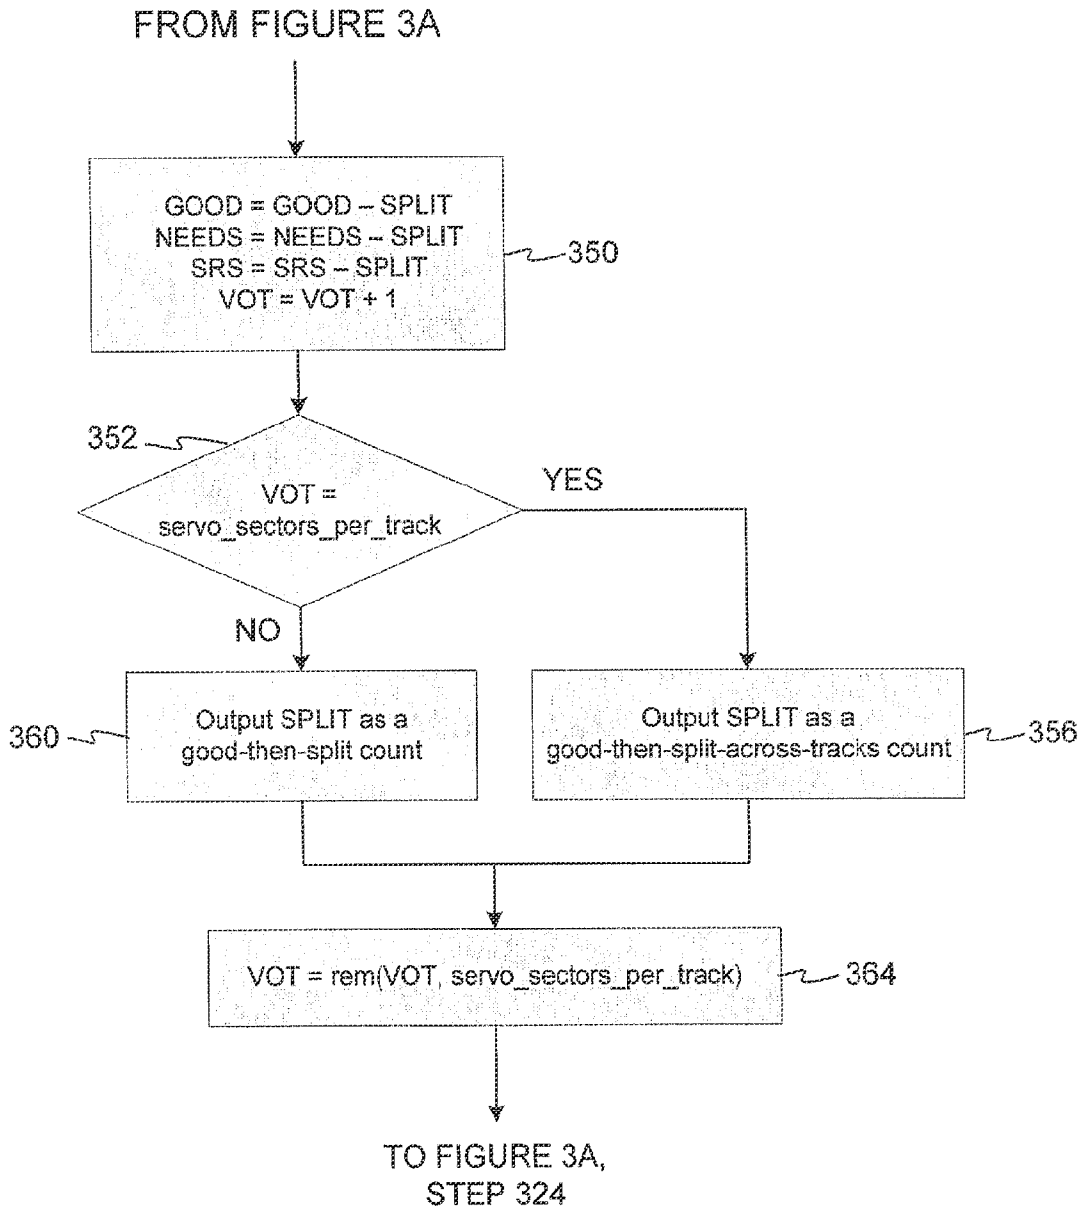 FROM FIGURE 3A
GOOD = GOOD – SPLIT
NEEDS = NEEDS – SPLIT
SRS = SRS – SPLIT
VOT = VOT + 1
350
352
VOT =
servo_sectors_per_track
YES
NO
Output SPLIT as a
good-then-split count
360
Output SPLIT as a
good-then-split-across-tracks count
356
VOT = rem(VOT, servo_sectors_per_track)
364
TO FIGURE 3A,
STEP 324